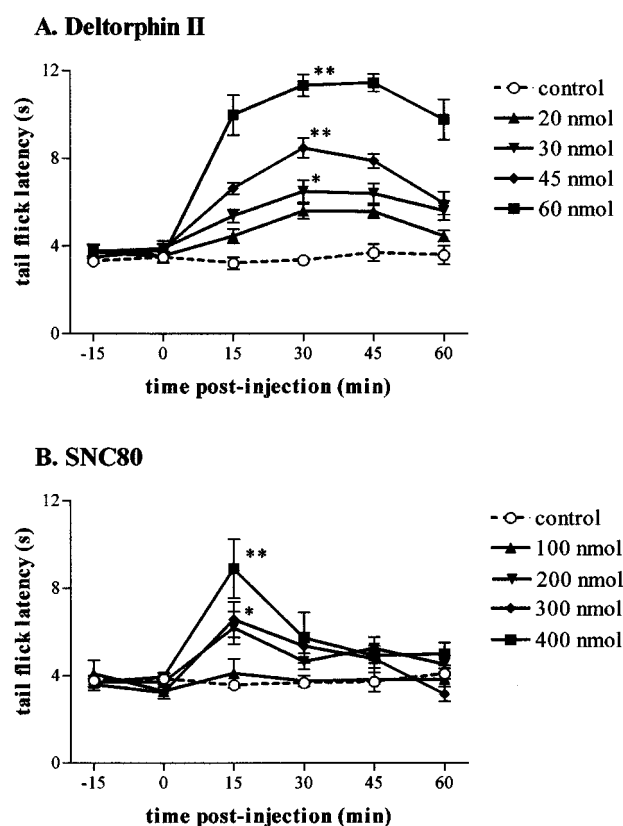 A. Deltorphin II
12
8
4
0
tail flick latency (s)
**
**
*
-15 0 15 30 45 60
time post-injection (min)
control
20 nmol
30 nmol
45 nmol
60 nmol
B. SNC80
12
8
4
0
tail flick latency (s)
**
*
-15 0 15 30 45 60
time post-injection (min)
control
100 nmol
200 nmol
300 nmol
400 nmol